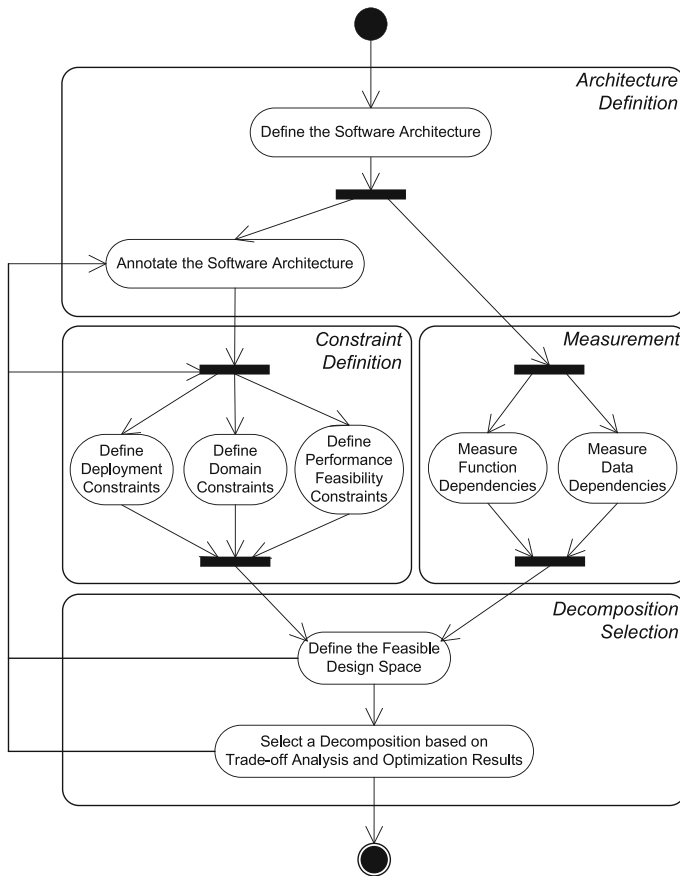 Architecture
Definition
Define the Software Architecture
Annotate the Software Architecture
Constraint
Definition
Measurement
Define
Deployment
Constraints
Define
Domain
Constraints
Define
Performance
Feasibility
Constraints
Measure
Function
Dependencies
Measure
Data
Dependencies
Decomposition
Selection
Define the Feasible
Design Space
Select a Decomposition based on
Trade-off Analysis and Optimization Results